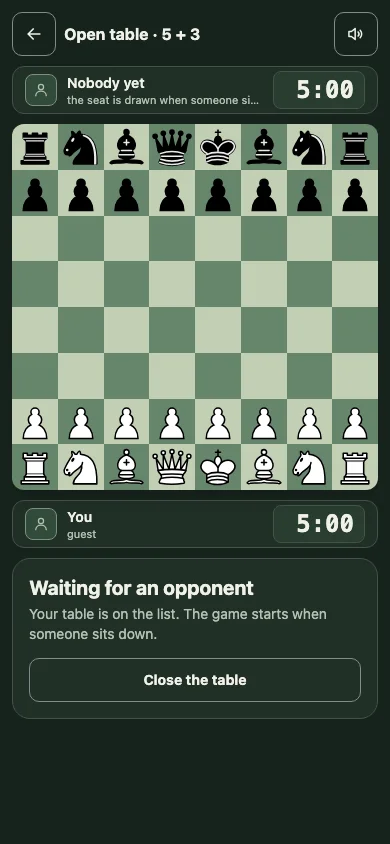 Open table · 5 + 3
Nobody yet
the seat is drawn when someone si...
5:00
You
guest
5:00
Waiting for an opponent
Your table is on the list. The game starts when
someone sits down.
Close the table